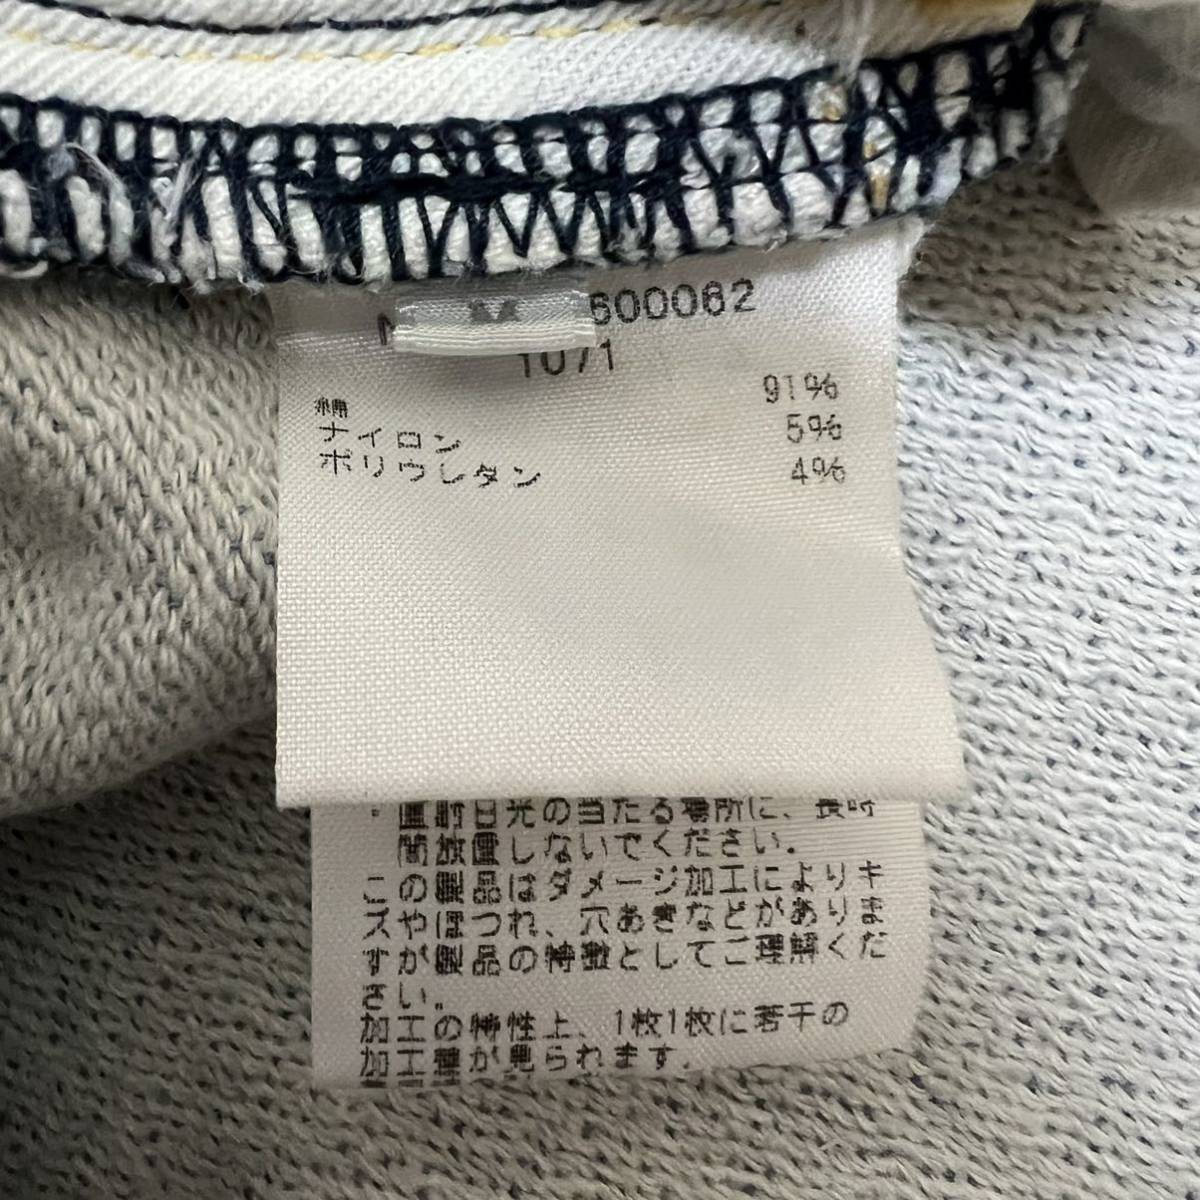 M
600062
1071
綿 91%
ナイロン 5%
ポリウレタン 4%
・直射日光の当たる場所に、長時
間放置しないでください。
この製品はダメージ加工によりキ
ズやほつれ、穴あきなどがありま
すが製品の特徴としてご理解くだ
さい。
加工の特性上、1枚1枚に若干の
加工差が見られます。